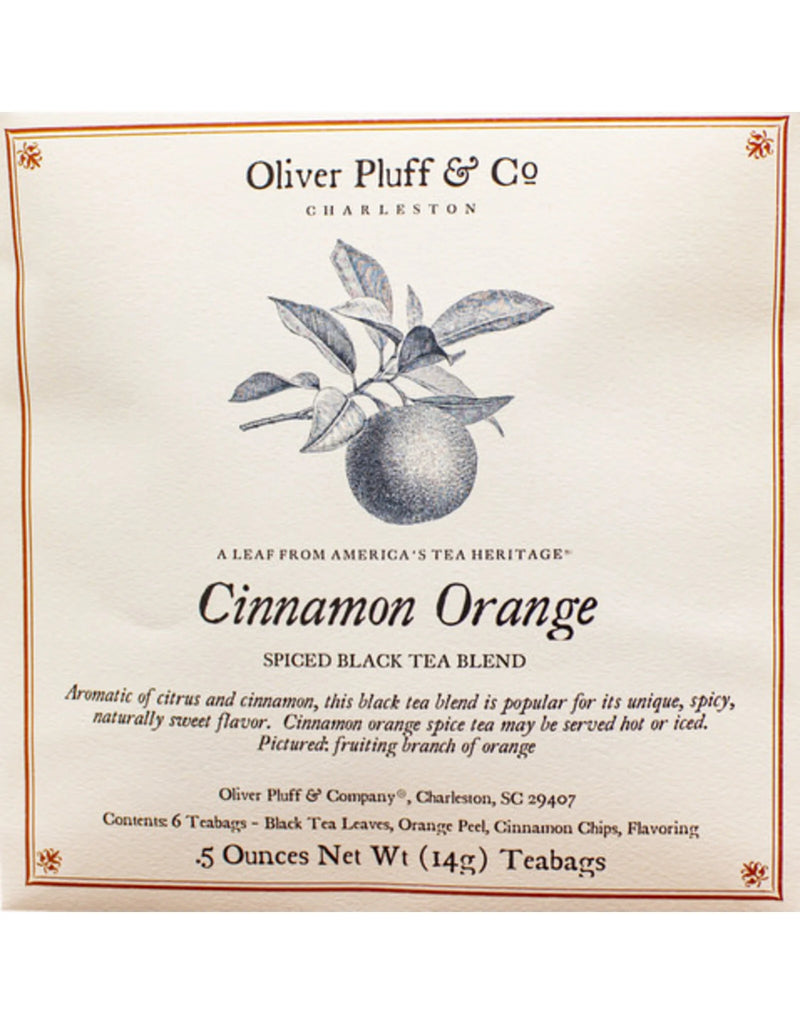 Oliver Pluff & Co
CHARLESTON
A LEAF FROM AMERICA'S TEA HERITAGE®
Cinnamon Orange
SPICED BLACK TEA BLEND
Aromatic of citrus and cinnamon, this black tea blend is popular for its unique, spicy,
naturally sweet flavor. Cinnamon orange spice tea may be served hot or iced.
Pictured: fruiting branch of orange
Oliver Pluff & Company®, Charleston, SC 29407
Contents: 6 Teabags - Black Tea Leaves, Orange Peel, Cinnamon Chips, Flavoring
.5 Ounces Net Wt (14g) Teabags